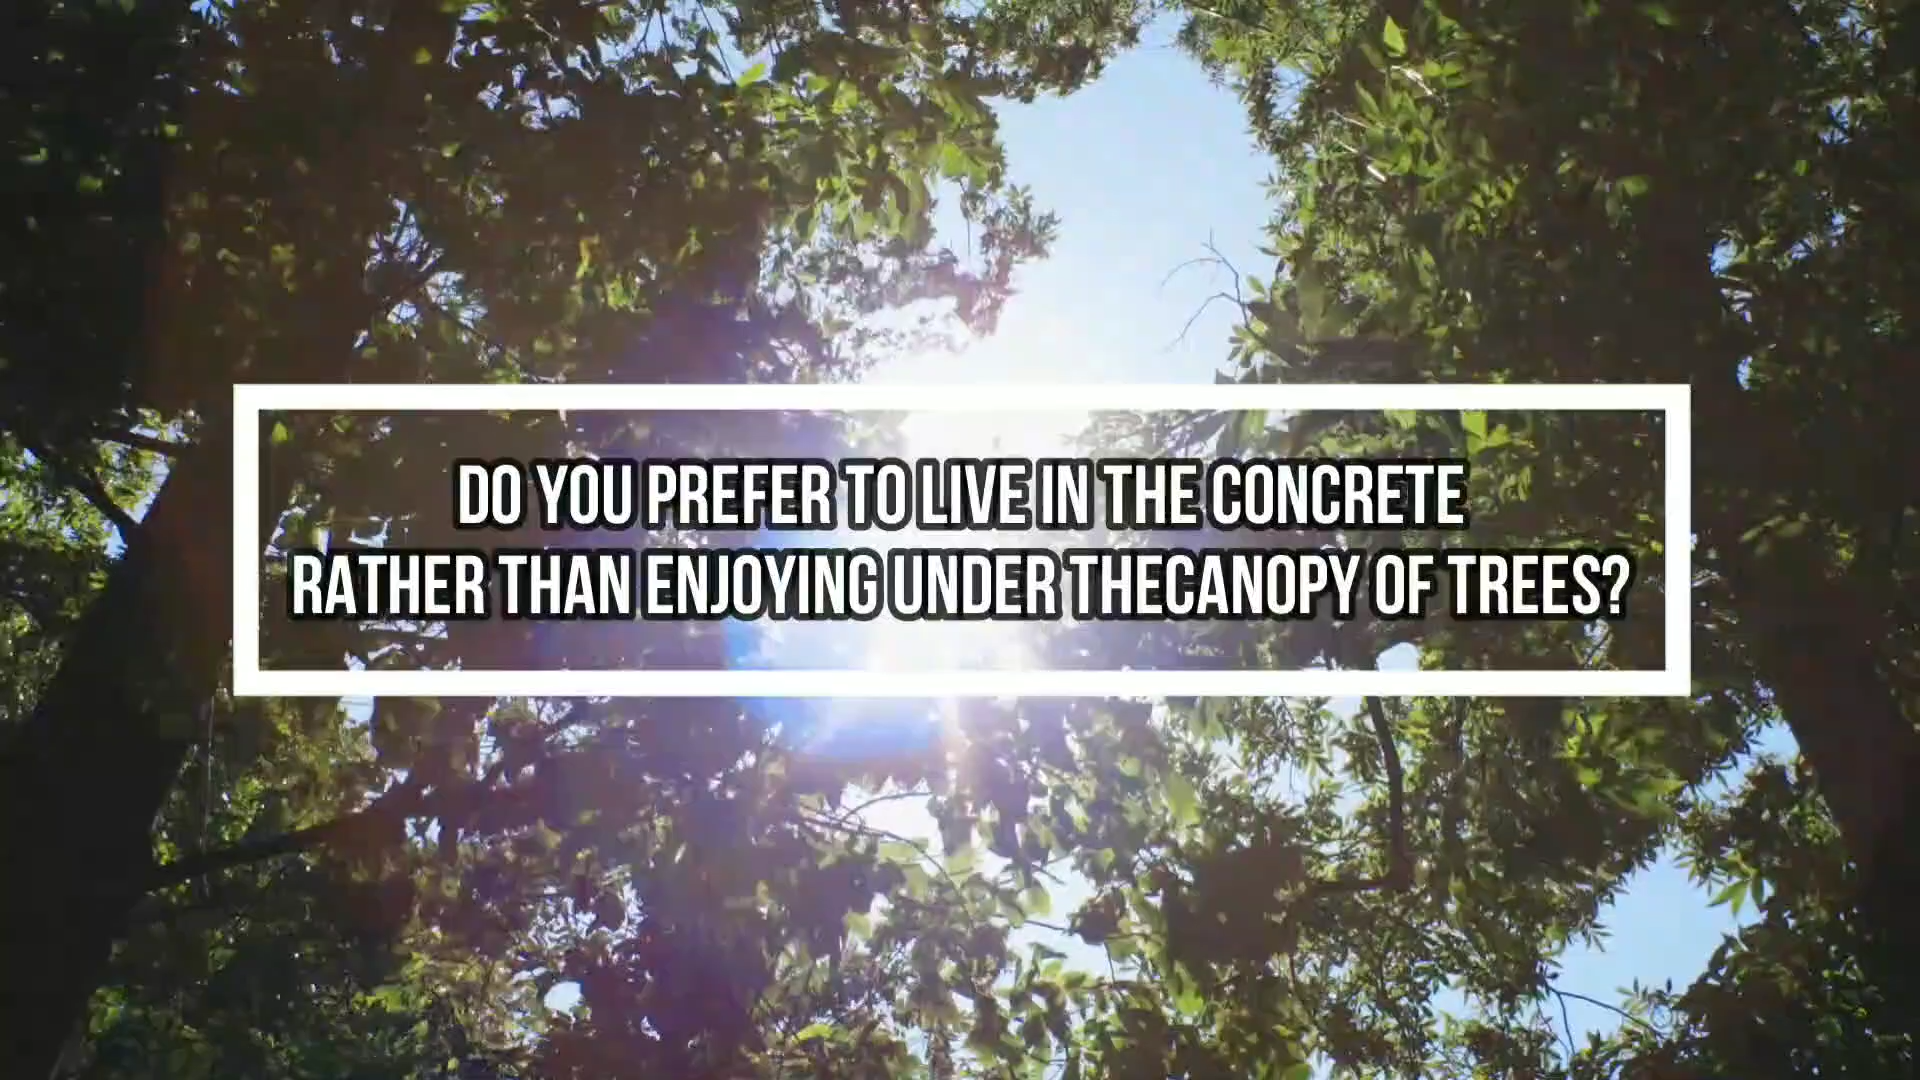 DO YOU PREFER TO LIVE IN THE CONCRETE
RATHER THAN ENJOYING UNDER THECANOPY OF TREES?